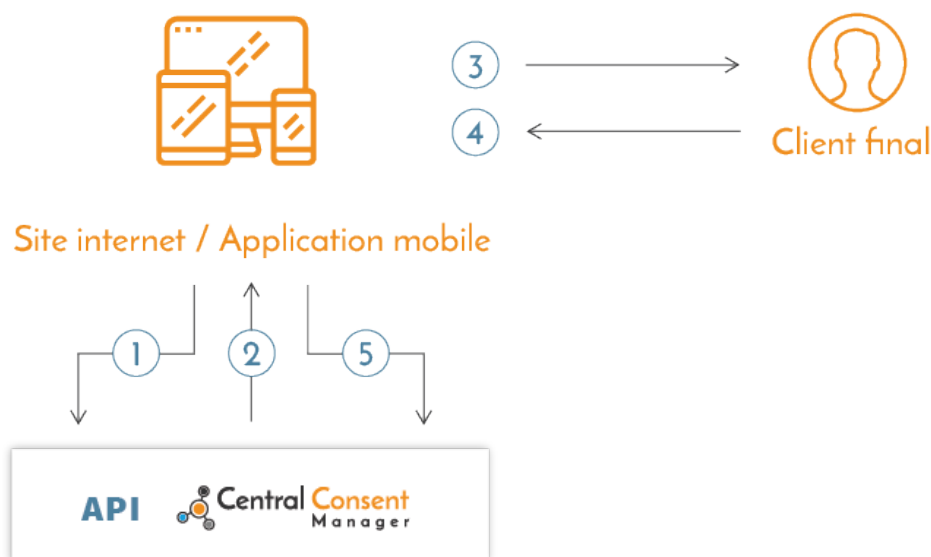 3
4
Client final
Site internet / Application mobile
1
2
5
API
Central Consent
Manager